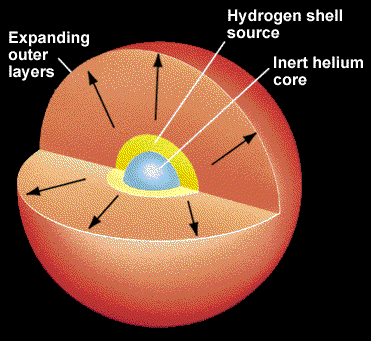 Hydrogen shell
source
Expanding
outer
layers
Inert helium
core